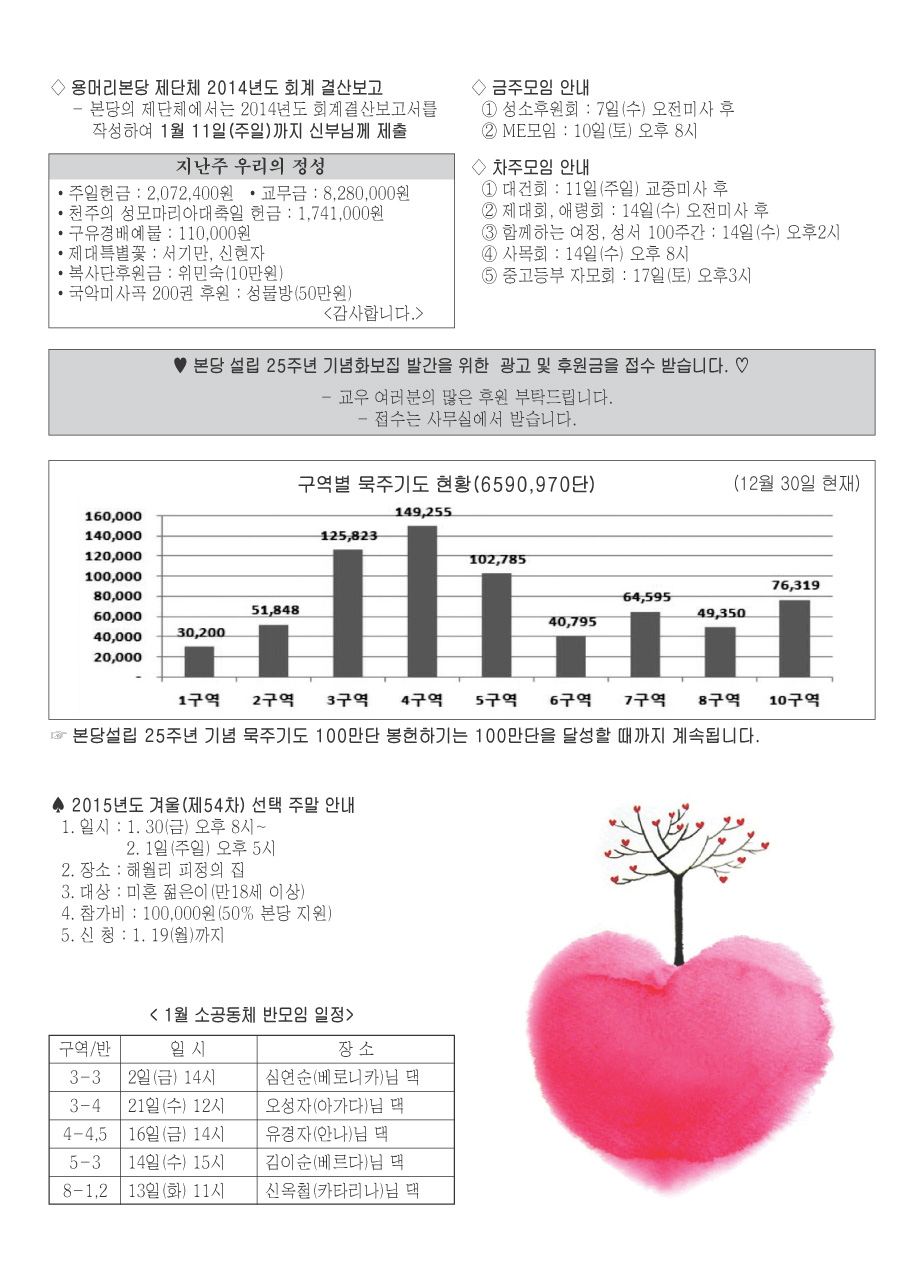 ◇ 용머리본당 제단체 2014년도 회계 결산보고
- 본당의 제단체에서는 2014년도 회계결산보고서를
작성하여 1월 11일(주일)까지 신부님께 제출
지난주 우리의 정성
• 주일헌금 : 2,072,400원 • 교무금 : 8,280,000원
• 천주의 성모마리아대축일 헌금 : 1,741,000원
• 구유경배예물 : 110,000원
• 제대특별꽃 : 서기만, 신현자
• 복사단후원금 : 위민숙(10만원)
• 국악미사곡 200권 후원 : 성물방(50만원)
<감사합니다.>
◇ 금주모임 안내
① 성소후원회 : 7일(수) 오전미사 후
② ME모임 : 10일(토) 오후 8시
◇ 차주모임 안내
① 대건회 : 11일(주일) 교중미사 후
② 제대회, 애령회 : 14일(수) 오전미사 후
③ 함께하는 여정, 성서 100주간 : 14일(수) 오후2시
④ 사목회 : 14일(수) 오후 8시
⑤ 중고등부 자모회 : 17일(토) 오후3시
♥ 본당 설립 25주년 기념화보집 발간을 위한 광고 및 후원금을 접수 받습니다. ♡
- 교우 여러분의 많은 후원 부탁드립니다.
- 접수는 사무실에서 받습니다.
구역별 묵주기도 현황(6590,970단) (12월 30일 현재)
160,000
140,000
120,000
100,000
80,000
60,000
40,000
20,000
-
30,200 51,848 125,823 149,255 102,785 40,795 64,595 49,350 76,319
1구역 2구역 3구역 4구역 5구역 6구역 7구역 8구역 10구역
☞ 본당설립 25주년 기념 묵주기도 100만단 봉헌하기는 100만단을 달성할 때까지 계속됩니다.
♠ 2015년도 겨울(제54차) 선택 주말 안내
1. 일시 : 1. 30(금) 오후 8시~
2. 1일(주일) 오후 5시
2. 장소 : 해월리 피정의 집
3. 대상 : 미혼 젊은이(만18세 이상)
4. 참가비 : 100,000원(50% 본당 지원)
5. 신 청 : 1. 19(월)까지
< 1월 소공동체 반모임 일정>
구역/반 일 시 장 소
3-3 2일(금) 14시 심연순(베로니카)님 댁
3-4 21일(수) 12시 오성자(아가다)님 댁
4-4,5 16일(금) 14시 유경자(안나)님 댁
5-3 14일(수) 15시 김이순(베르다)님 댁
8-1,2 13일(화) 11시 신옥철(카타리나)님 댁